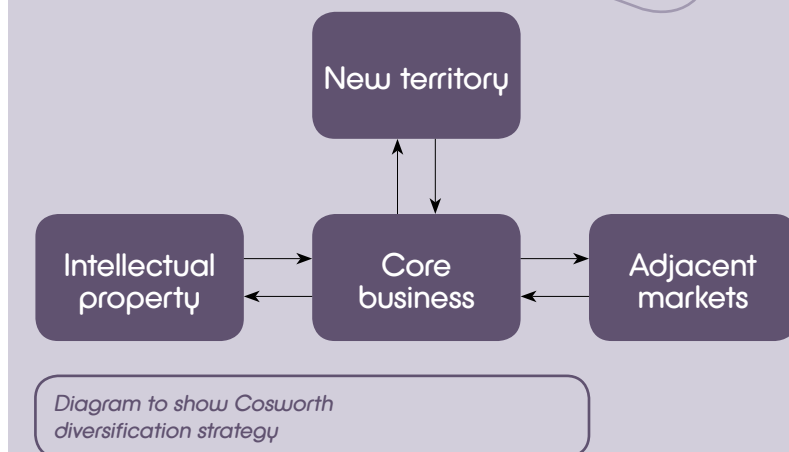 New territory
Intellectual
property
Core
business
Adjacent
markets
Diagram to show Cosworth
diversification strategy